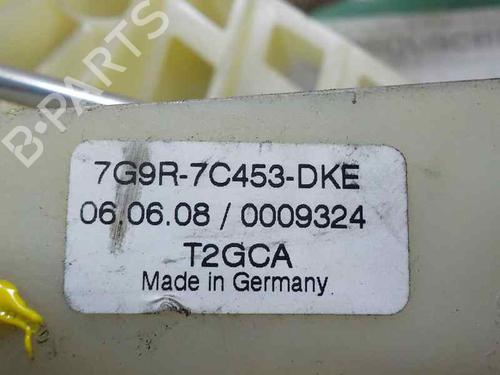 B-PARTS
7G9R-7C453-DKE
06.06.08 / 0009324
T2GCA
Made in Germany